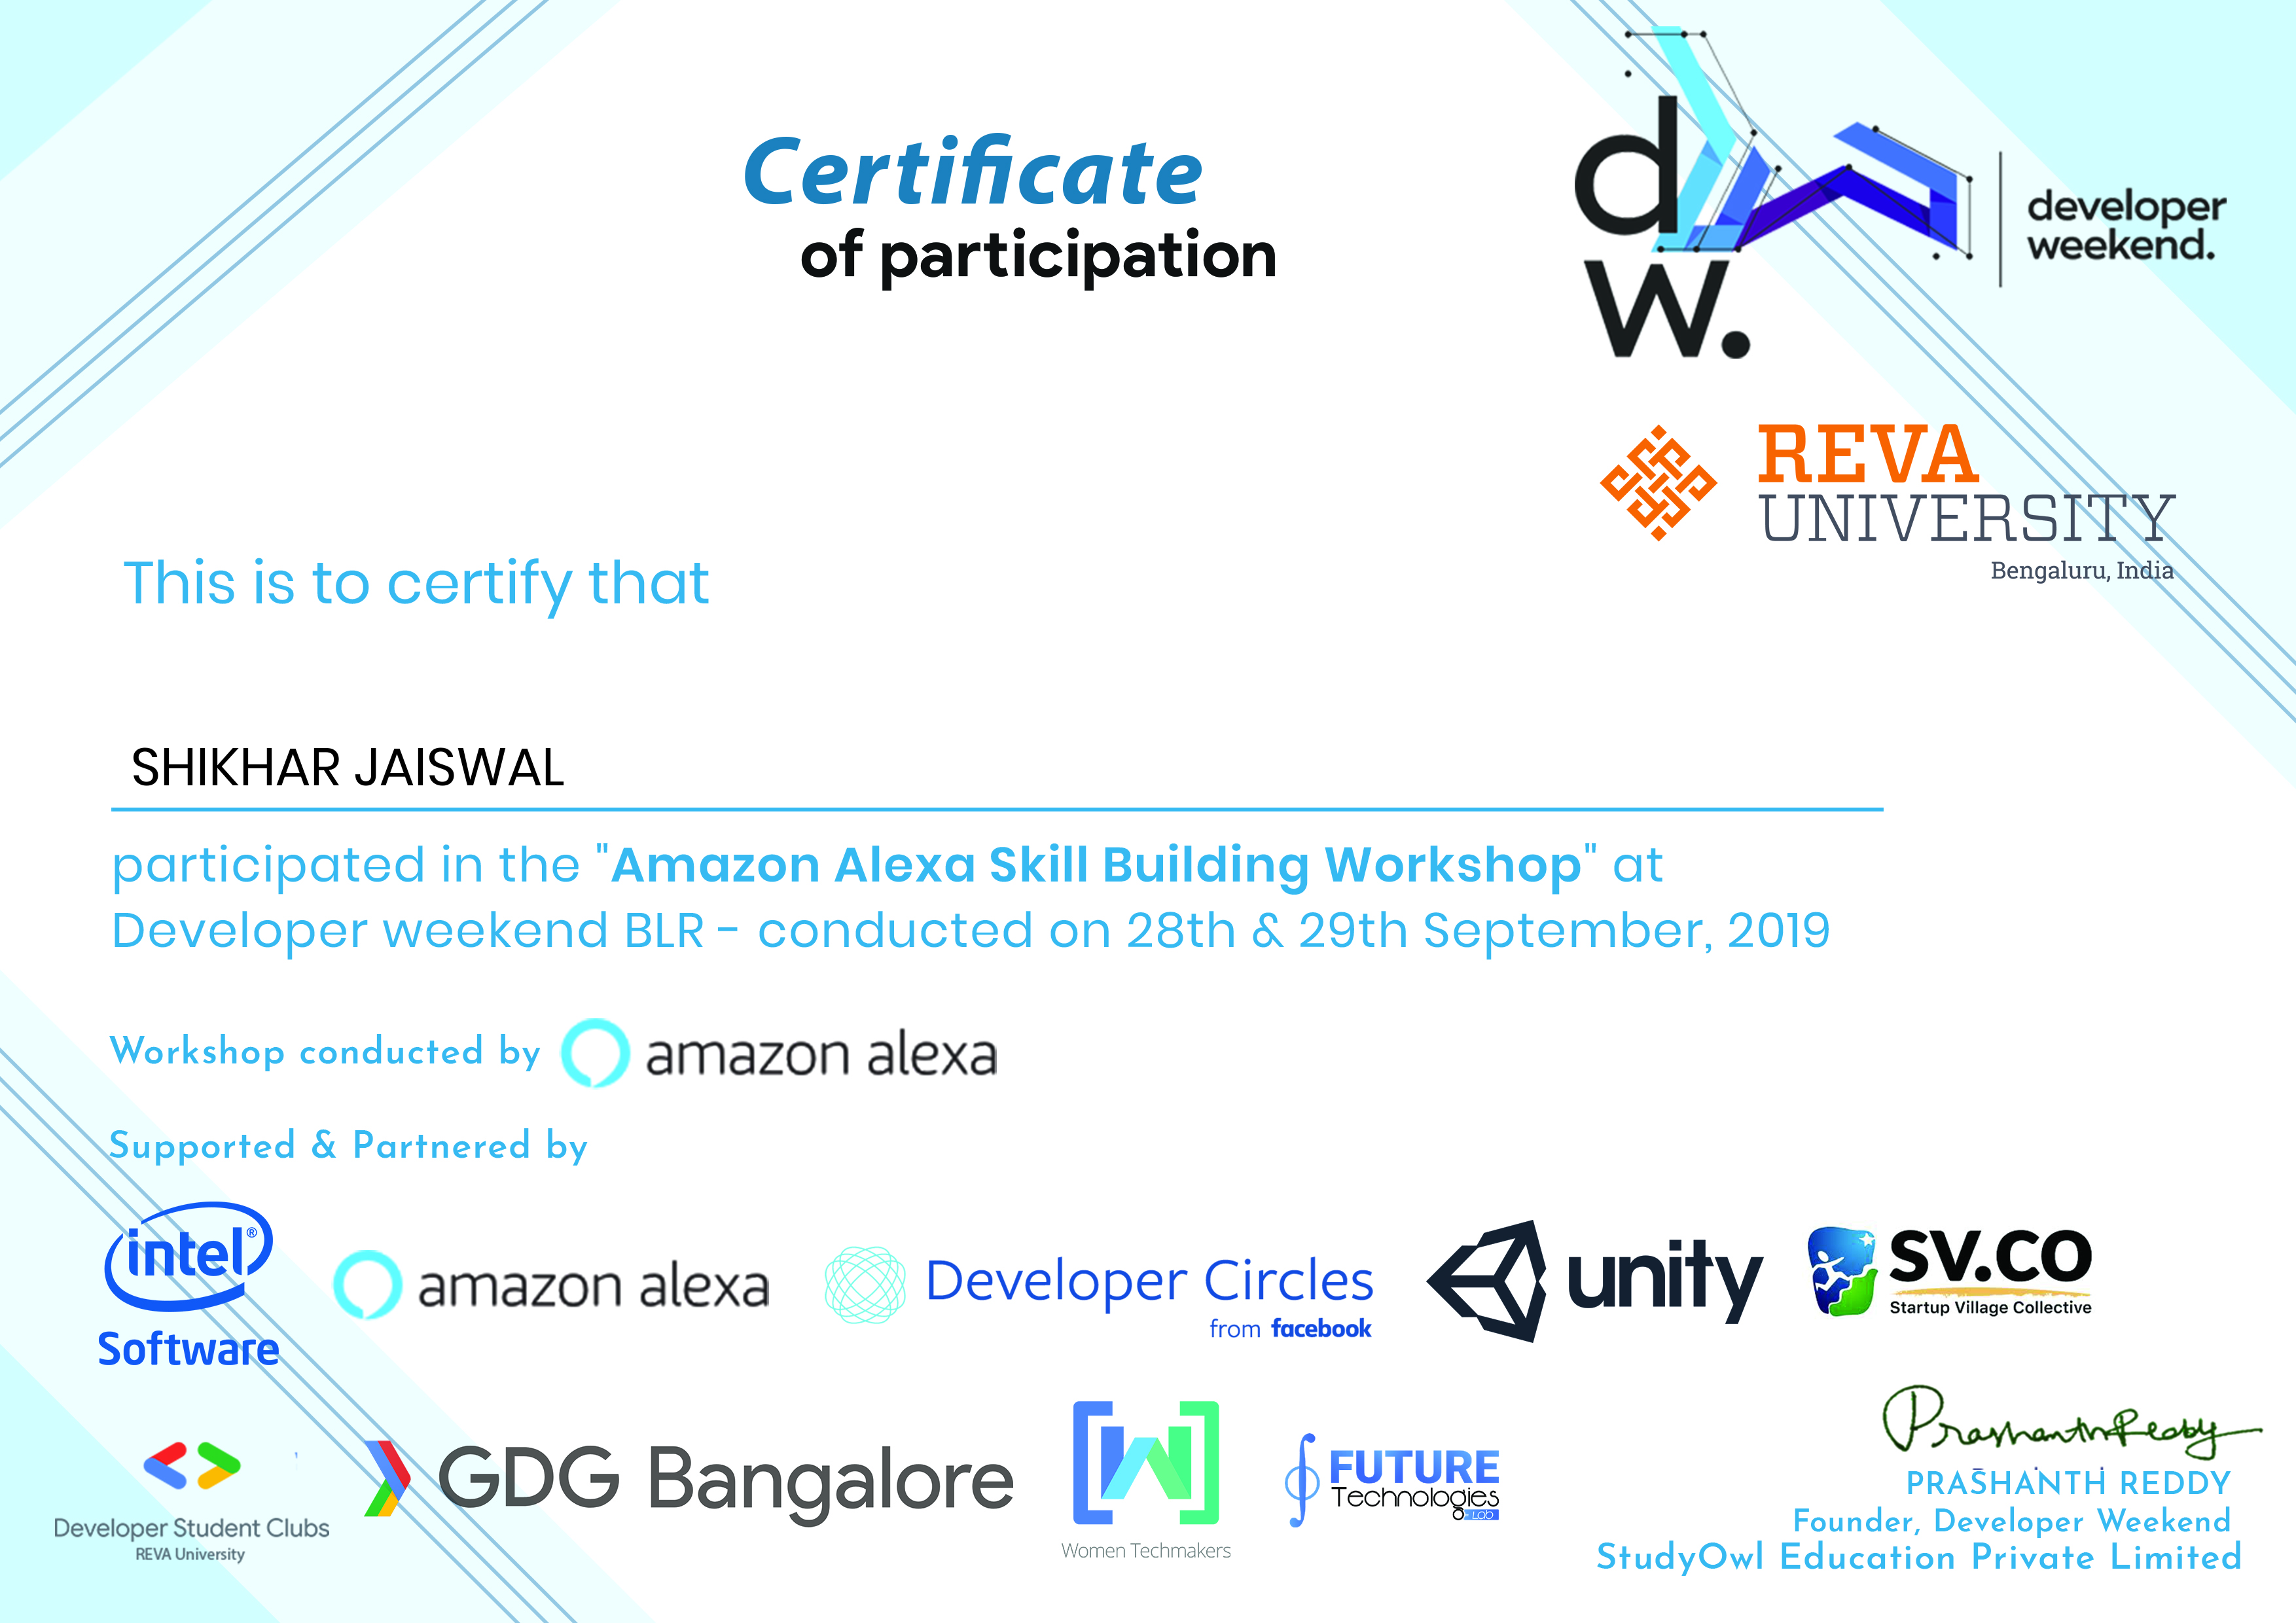 Certificate
of participation
d
w.
developer
weekend.
REVA
UNIVERSITY
Bengaluru, India
This is to certify that
SHIKHAR JAISWAL
participated in the "Amazon Alexa Skill Building Workshop" at
Developer weekend BLR - conducted on 28th & 29th September, 2019
Workshop conducted by amazon alexa
Supported & Partnered by
intel®
Software
amazon alexa
Developer Circles
from facebook
unity
SV.CO
Startup Village Collective
Developer Student Clubs
REVA University
GDG Bangalore
Women Techmakers
FUTURE
Technologies
Lab
Prashanth Reddy
PRASHANTH REDDY
Founder, Developer Weekend
StudyOwl Education Private Limited